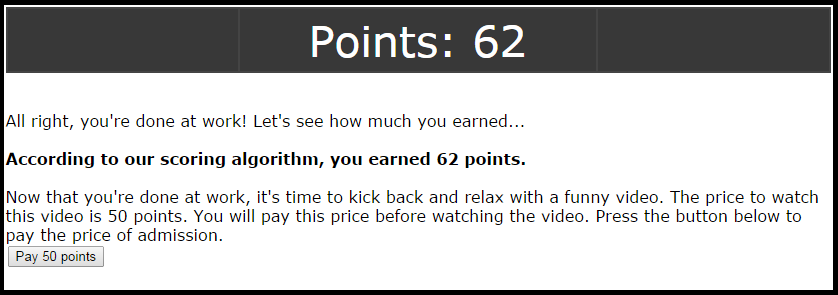 Points: 62
All right, you're done at work! Let's see how much you earned...
According to our scoring algorithm, you earned 62 points.
Now that you're done at work, it's time to kick back and relax with a funny video. The price to watch
this video is 50 points. You will pay this price before watching the video. Press the button below to
pay the price of admission.
Pay 50 points